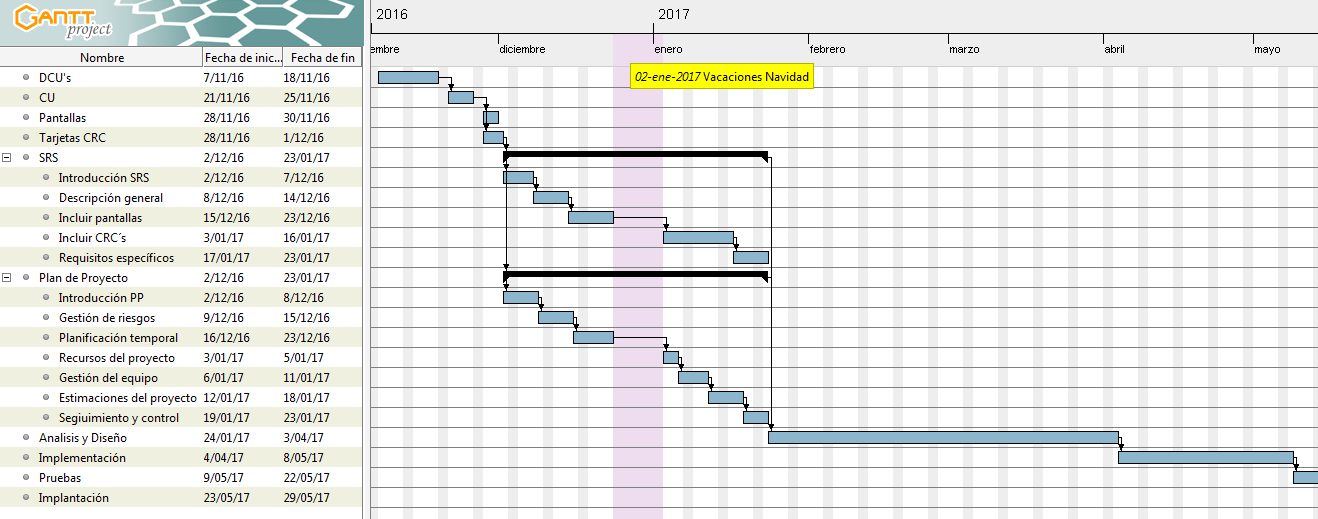 GANTT
project
2016 2017
embre diciembre enero febrero marzo abril mayo
Nombre Fecha de inic... Fecha de fin
02-ene-2017 Vacaciones Navidad
DCU's 7/11/16 18/11/16
CU 21/11/16 25/11/16
Pantallas 28/11/16 30/11/16
Tarjetas CRC 28/11/16 1/12/16
SRS 2/12/16 23/01/17
Introducción SRS 2/12/16 7/12/16
Descripción general 8/12/16 14/12/16
Incluir pantallas 15/12/16 23/12/16
Incluir CRC´s 3/01/17 16/01/17
Requisitos específicos 17/01/17 23/01/17
Plan de Proyecto 2/12/16 23/01/17
Introducción PP 2/12/16 8/12/16
Gestión de riesgos 9/12/16 15/12/16
Planificación temporal 16/12/16 23/12/16
Recursos del proyecto 3/01/17 5/01/17
Gestión del equipo 6/01/17 11/01/17
Estimaciones del proyecto 12/01/17 18/01/17
Segiuimiento y control 19/01/17 23/01/17
Analisis y Diseño 24/01/17 3/04/17
Implementación 4/04/17 8/05/17
Pruebas 9/05/17 22/05/17
Implantación 23/05/17 29/05/17